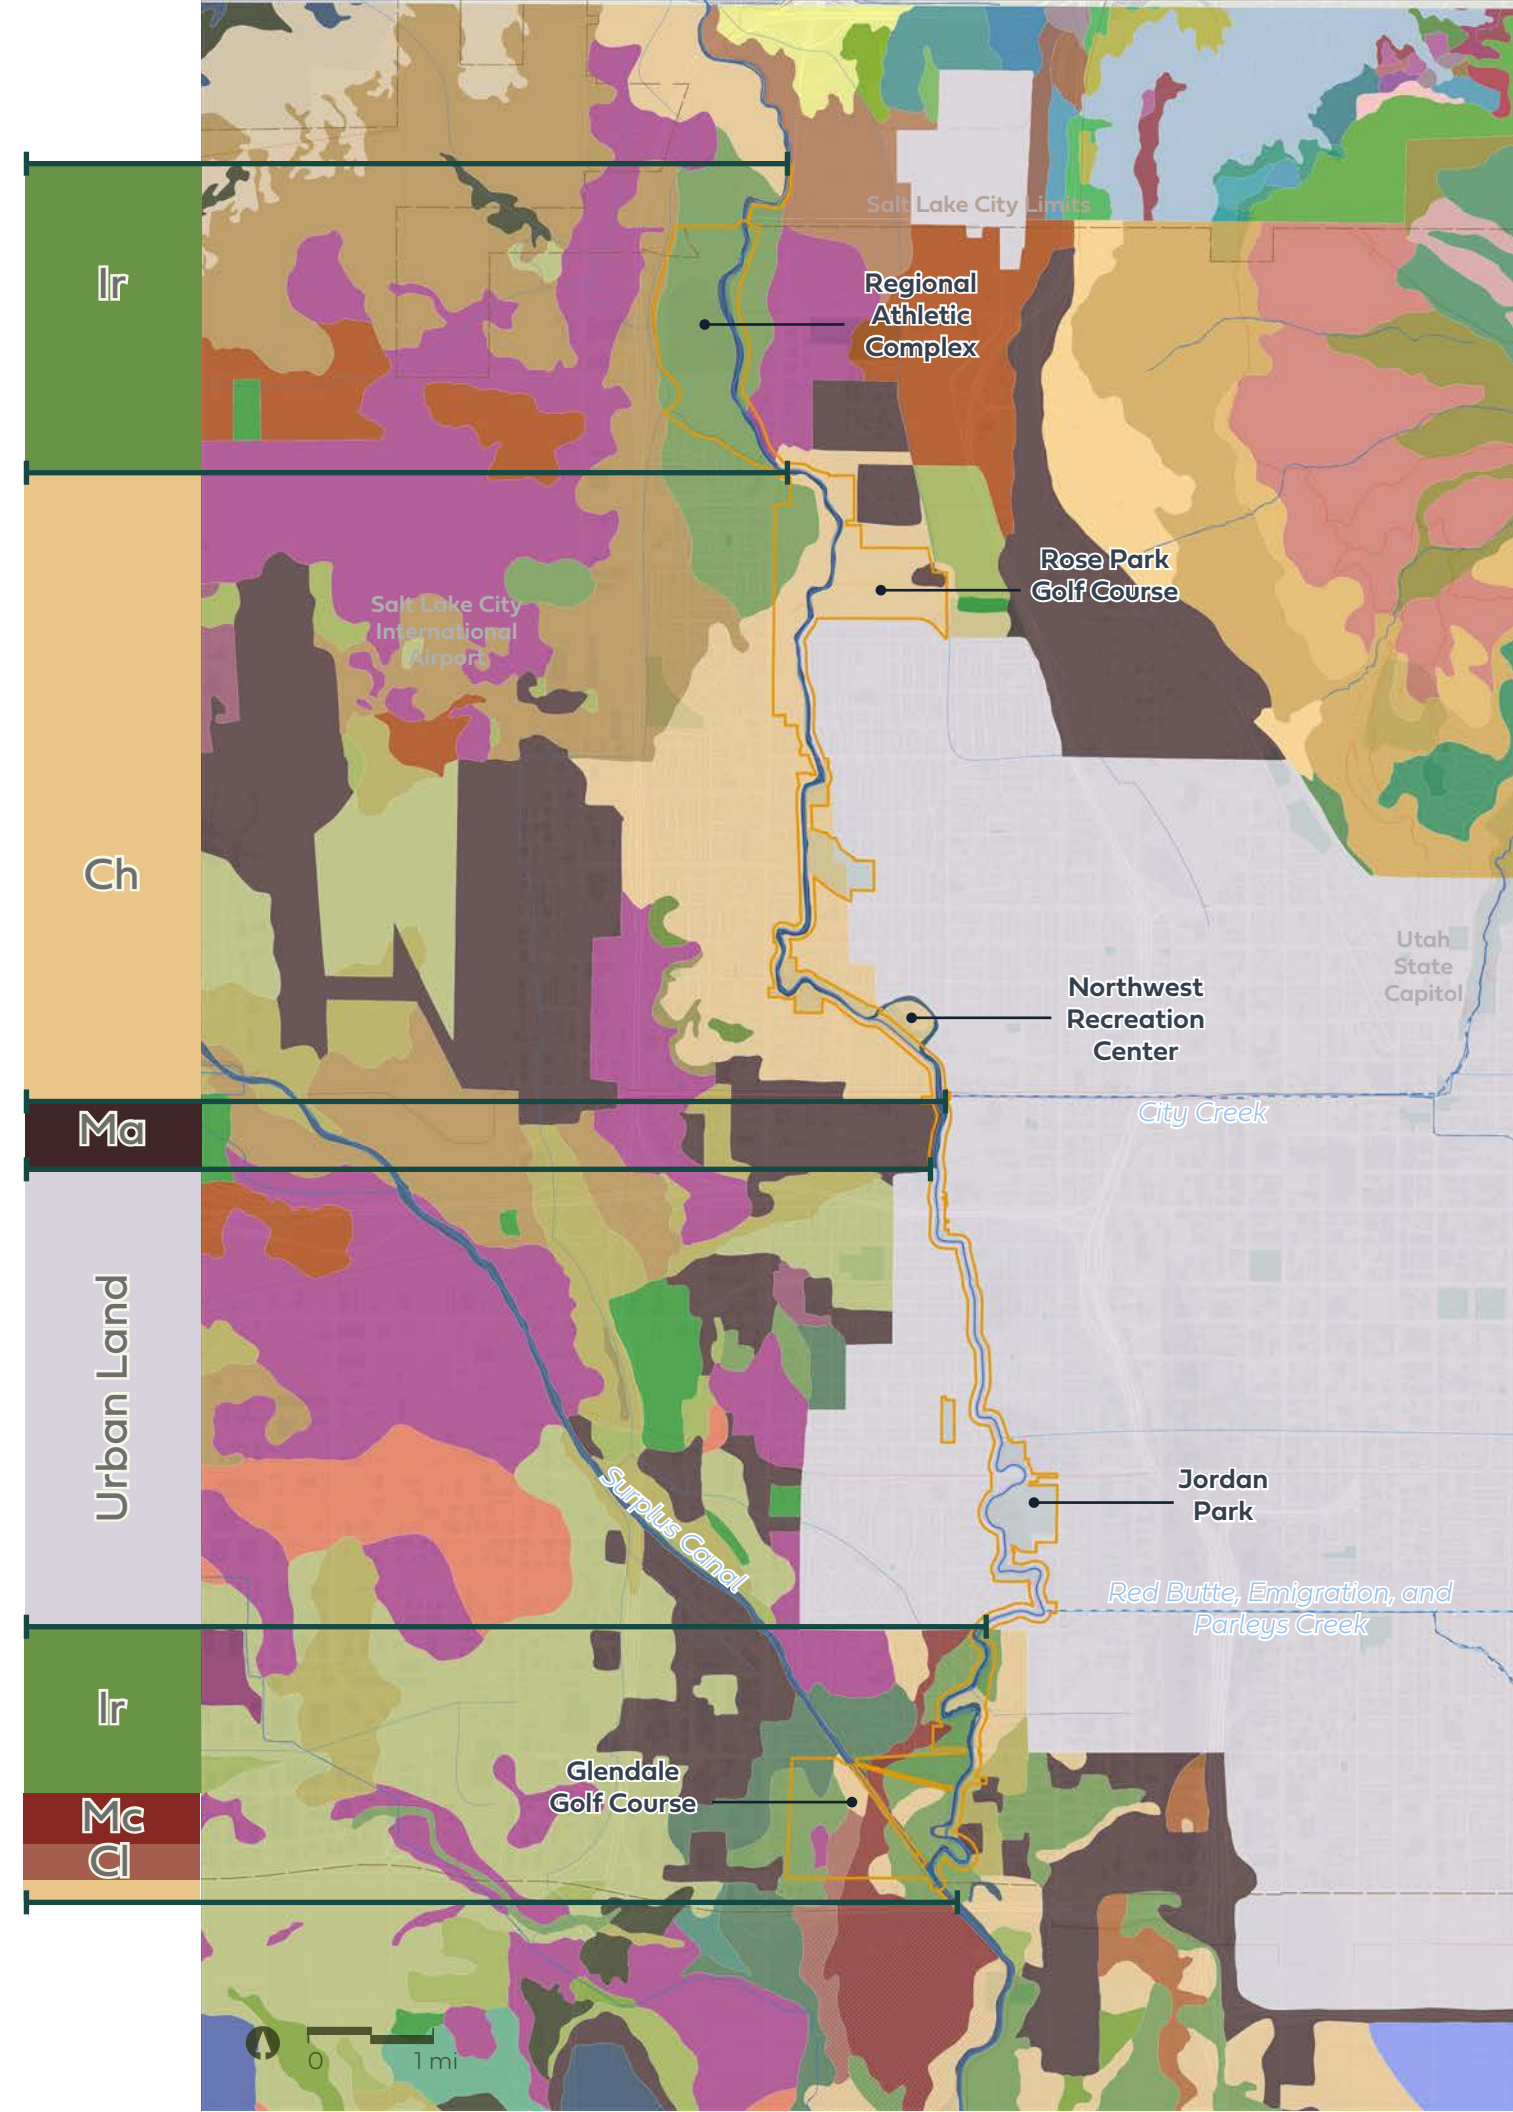 Salt Lake City Limits
Ir
Regional
Athletic
Complex
Rose Park
Golf Course
Salt Lake City
International
Airport
Ch
Utah
State
Capitol
Northwest
Recreation
Center
City Creek
Ma
Urban Land
Surplus Canal
Jordan
Park
Red Butte, Emigration, and
Parleys Creek
Ir
Glendale
Golf Course
Mc
Cl
0 1 mi